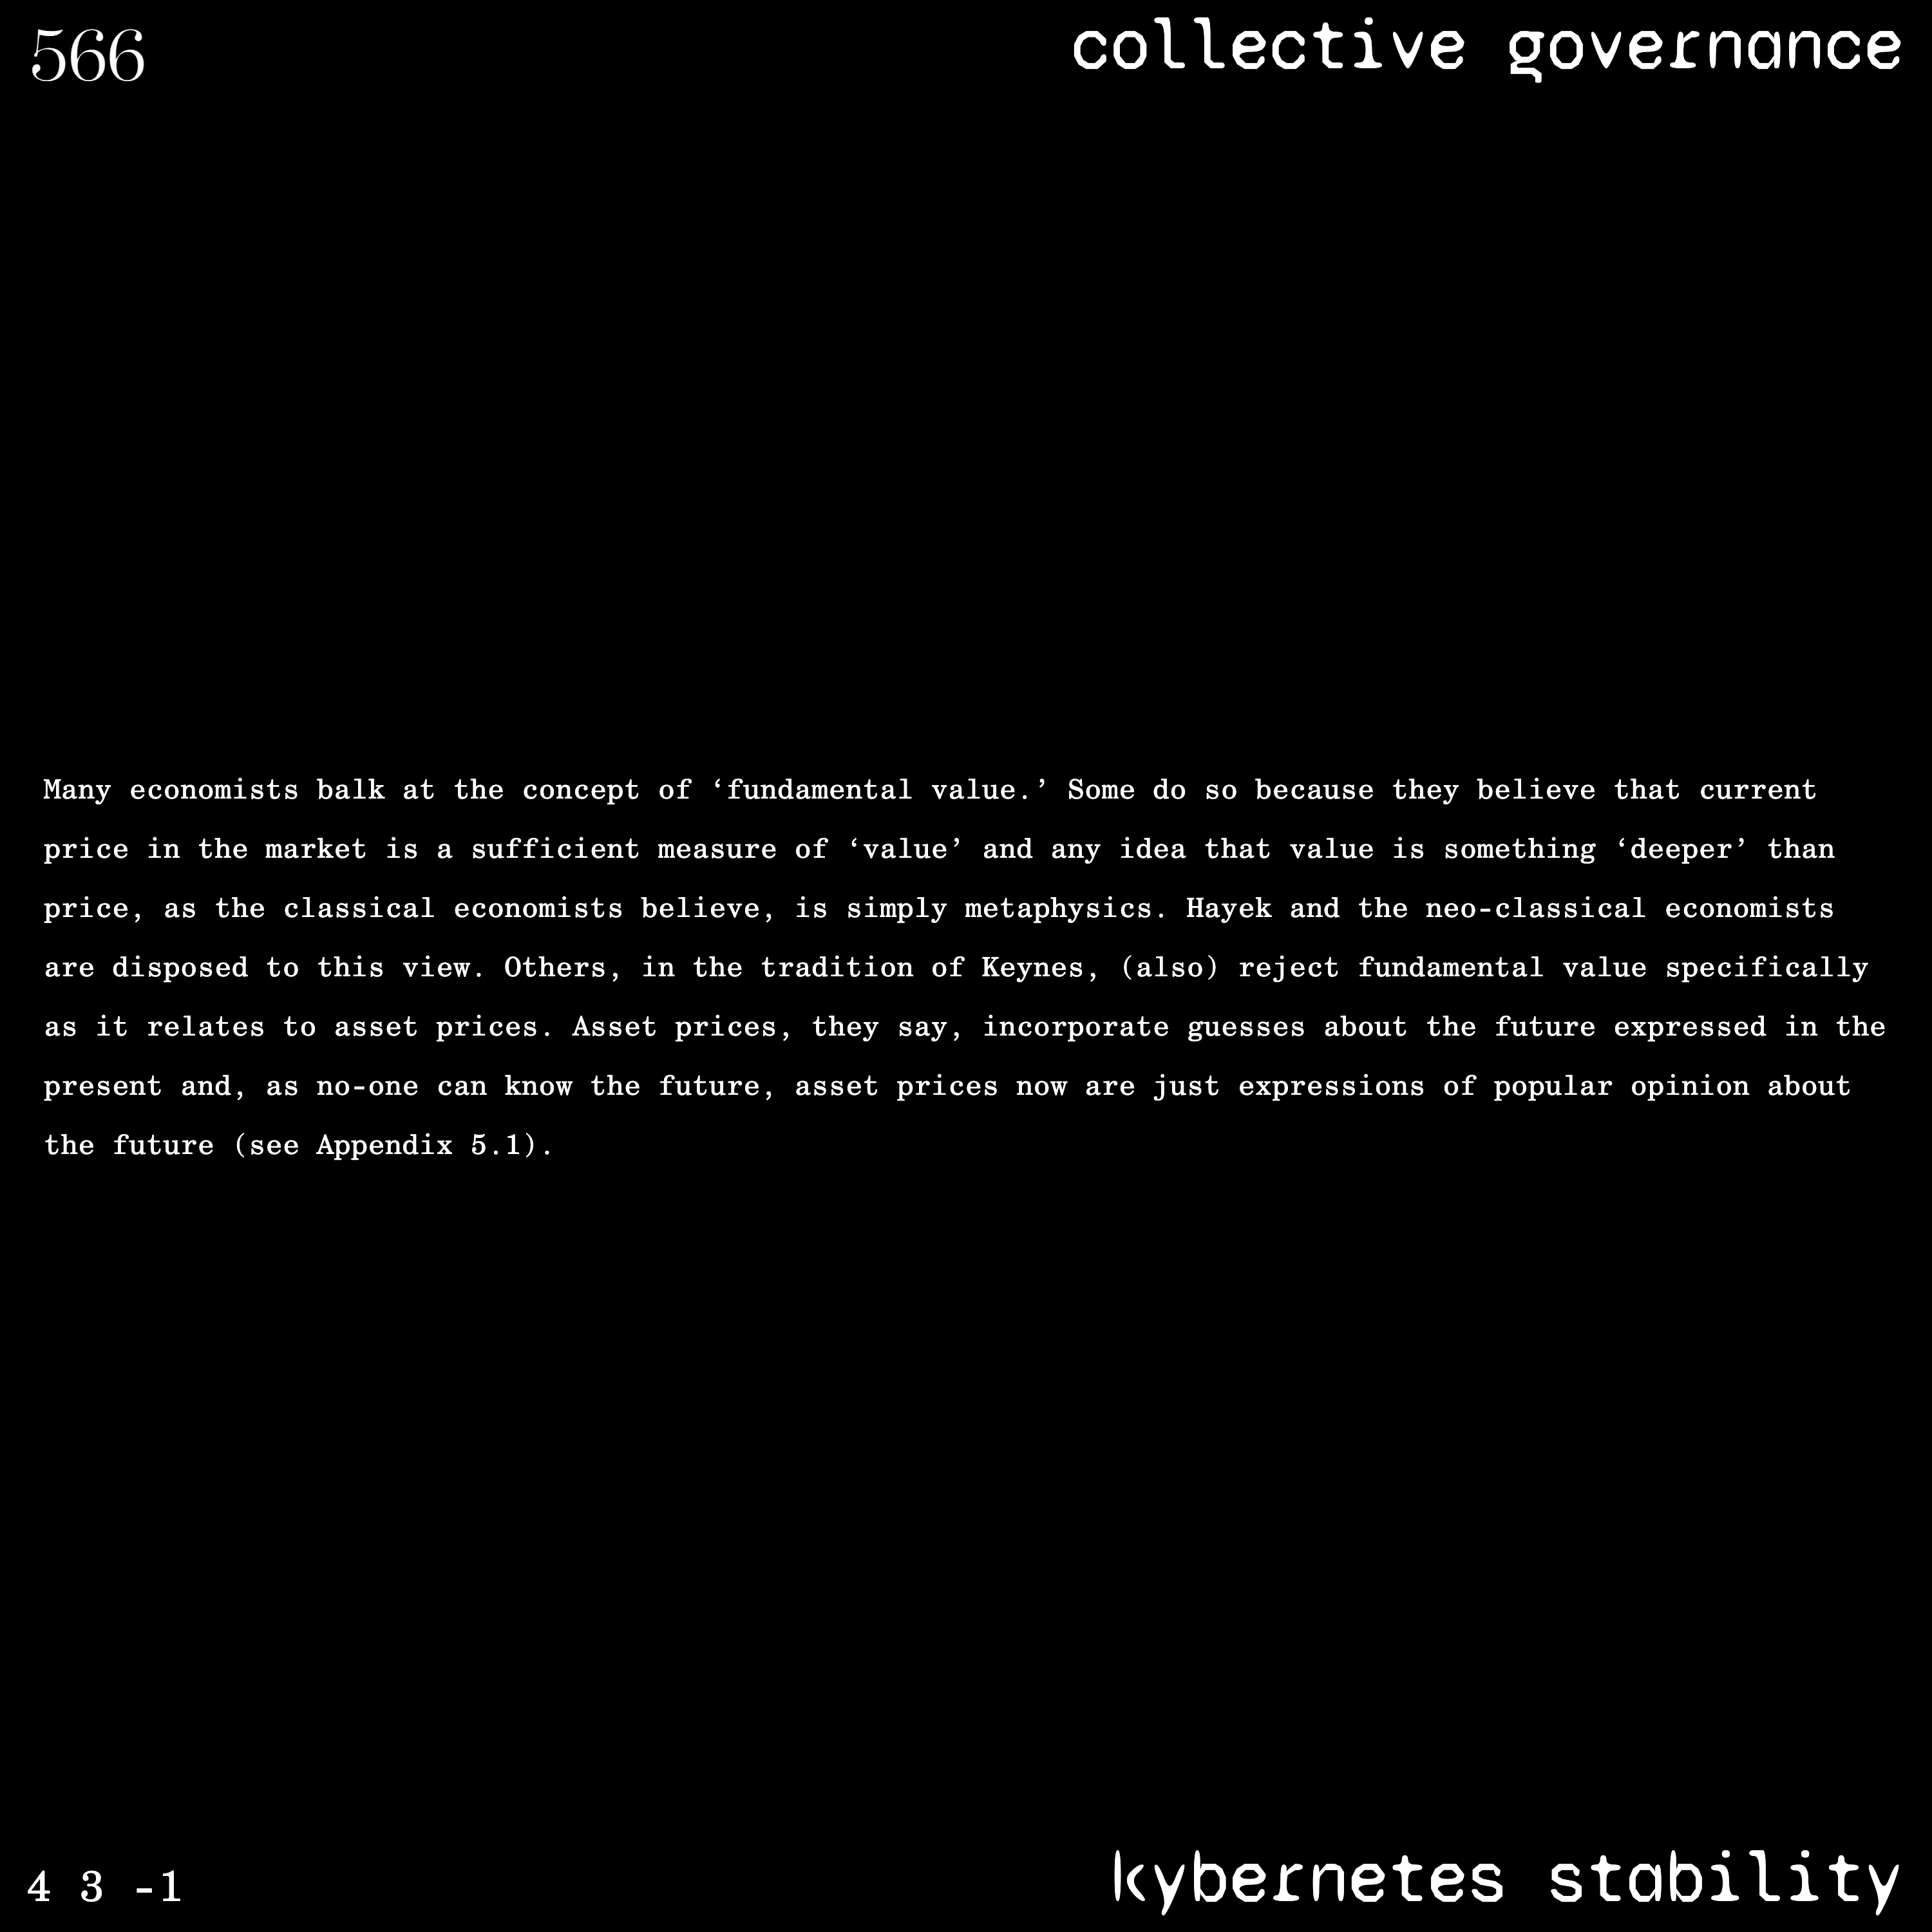 566
collective governance
Many economists balk at the concept of ‘fundamental value.’ Some do so because they believe that current
price in the market is a sufficient measure of ‘value’ and any idea that value is something ‘deeper’ than
price, as the classical economists believe, is simply metaphysics. Hayek and the neo-classical economists
are disposed to this view. Others, in the tradition of Keynes, (also) reject fundamental value specifically
as it relates to asset prices. Asset prices, they say, incorporate guesses about the future expressed in the
present and, as no-one can know the future, asset prices now are just expressions of popular opinion about
the future (see Appendix 5.1).
4 3 -1
kybernetes stability